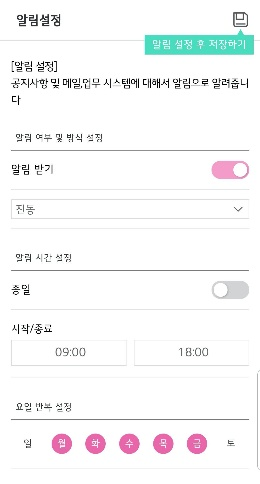 알림설정
알림 설정 후 저장하기
[알림 설정]
공지사항 및 메일,업무 시스템에 대해서 알림으로 알려줍니
다
알림 여부 및 방식 설정
알림 받기
진동
알림 시간 설정
종일
시작/종료
09:00 18:00
요일 반복 설정
일 월 화 수 목 금 토